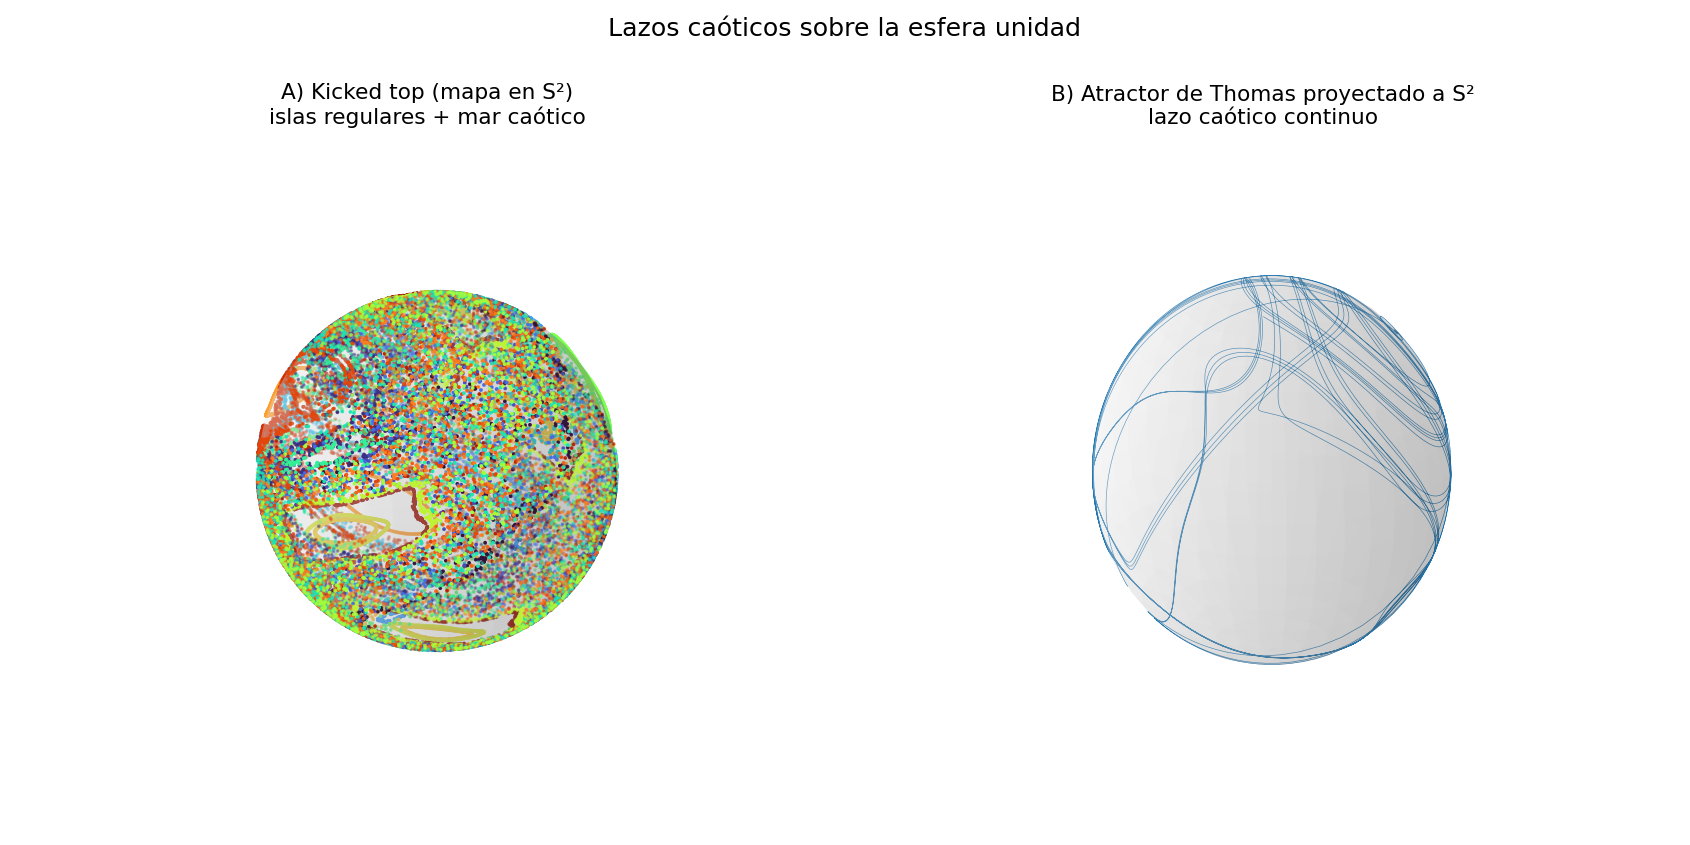 Lazos caóticos sobre la esfera unidad
A) Kicked top (mapa en S²)
islas regulares + mar caótico
B) Atractor de Thomas proyectado a S²
lazo caótico continuo